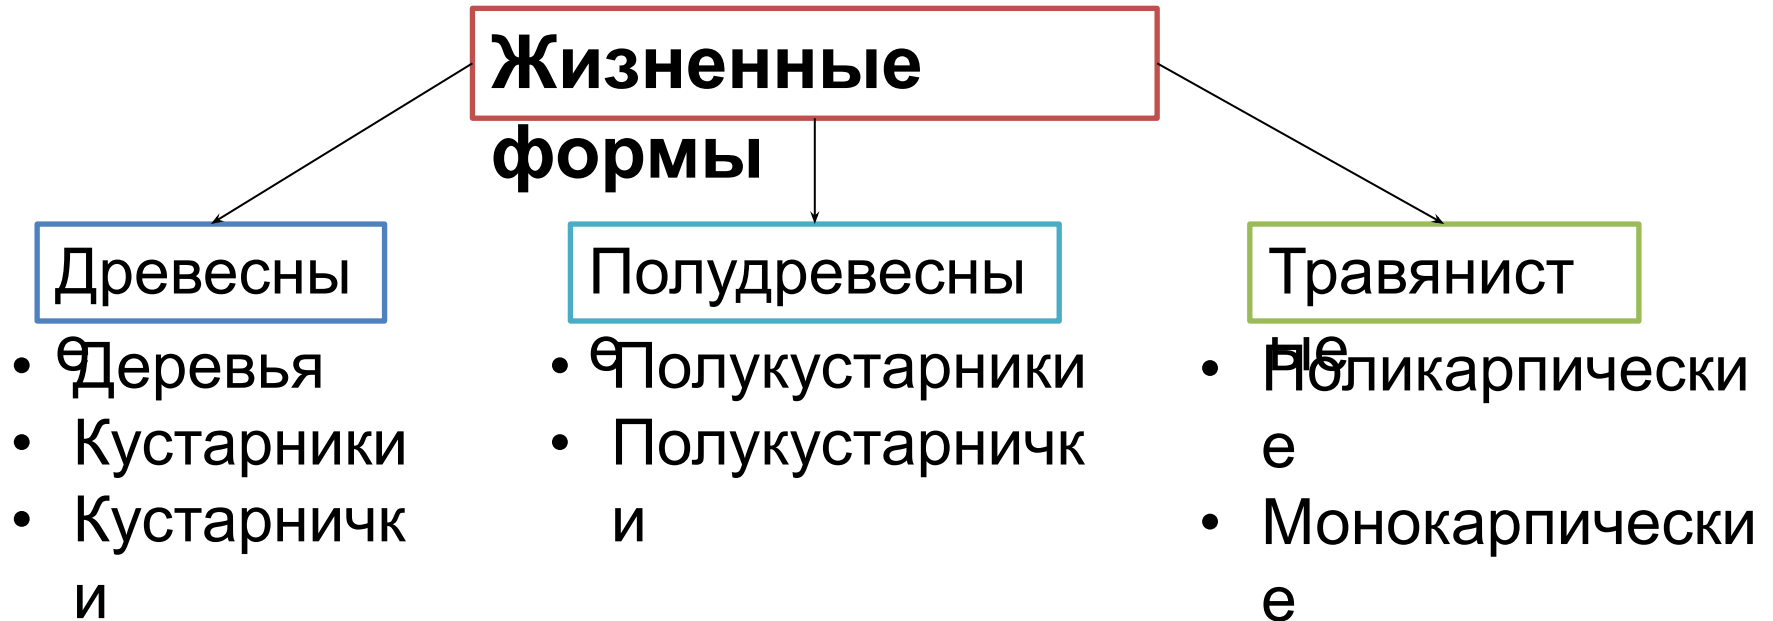 Жизненные
формы
Древесны
е
• Деревья
• Кустарники
• Кустарничк
и
Полудревесны
е
• Полукустарники
• Полукустарничк
и
Травянист
ые
• Поликарпически
е
• Монокарпически
е